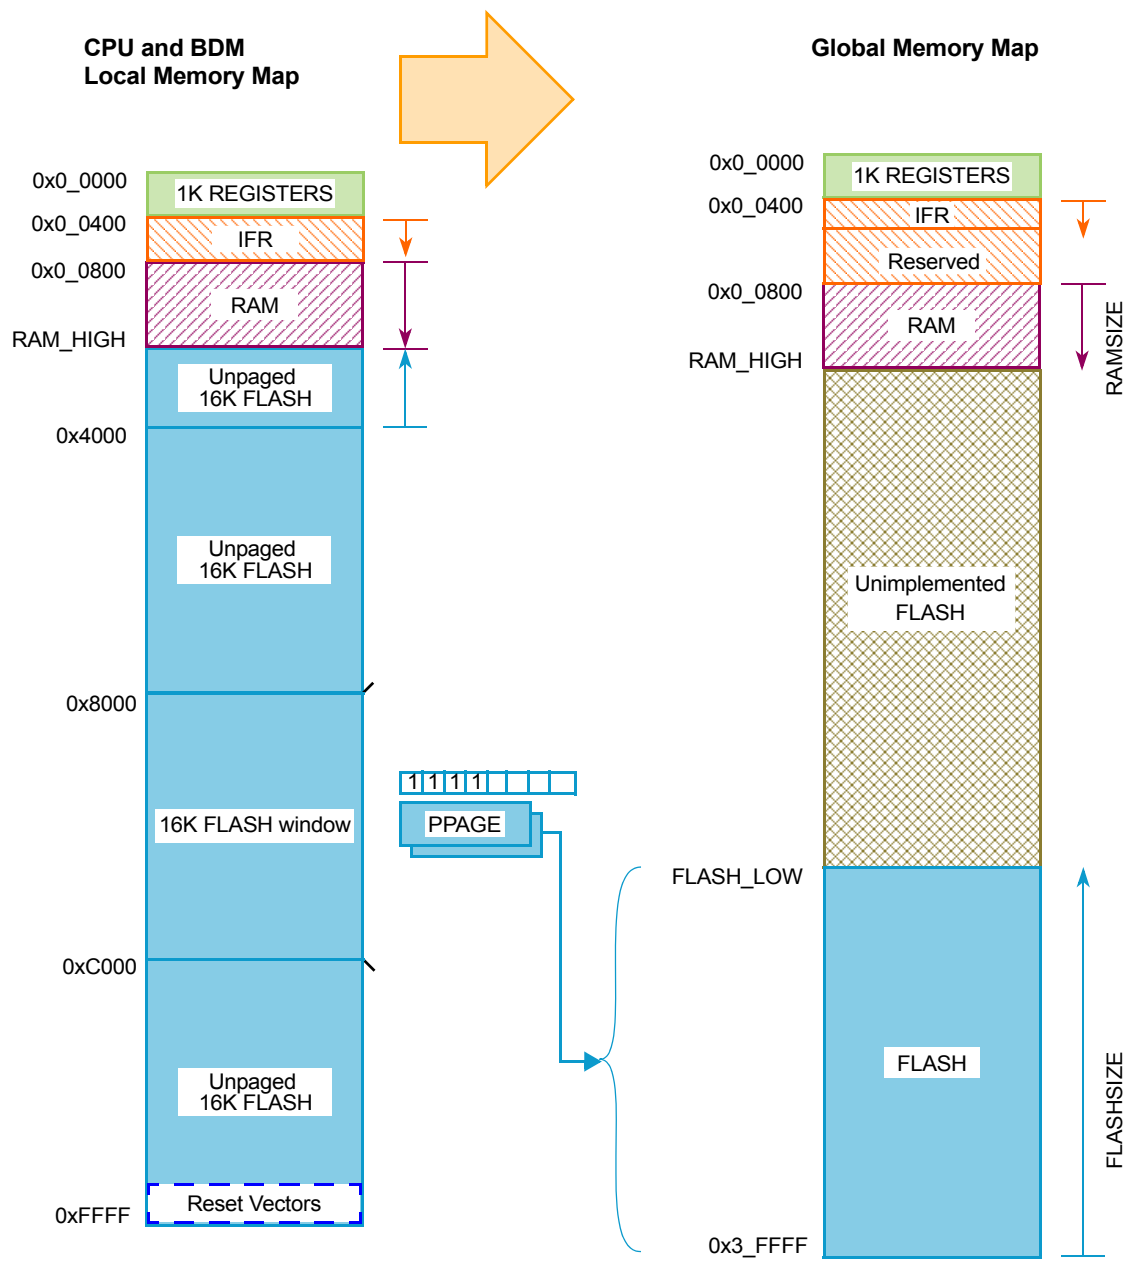 CPU and BDM
Local Memory Map
Global Memory Map
0x0_0000
1K REGISTERS
0x0_0400
IFR
0x0_0800
RAM
RAM_HIGH
Unpaged
16K FLASH
0x4000
Unpaged
16K FLASH
0x8000
16K FLASH window
0xC000
Unpaged
16K FLASH
Reset Vectors
0xFFFF
1 1 1 1
PPAGE
0x0_0000
1K REGISTERS
0x0_0400
IFR
Reserved
0x0_0800
RAM
RAM_HIGH
RAMSIZE
Unimplemented
FLASH
FLASH_LOW
FLASH
FLASHSIZE
0x3_FFFF